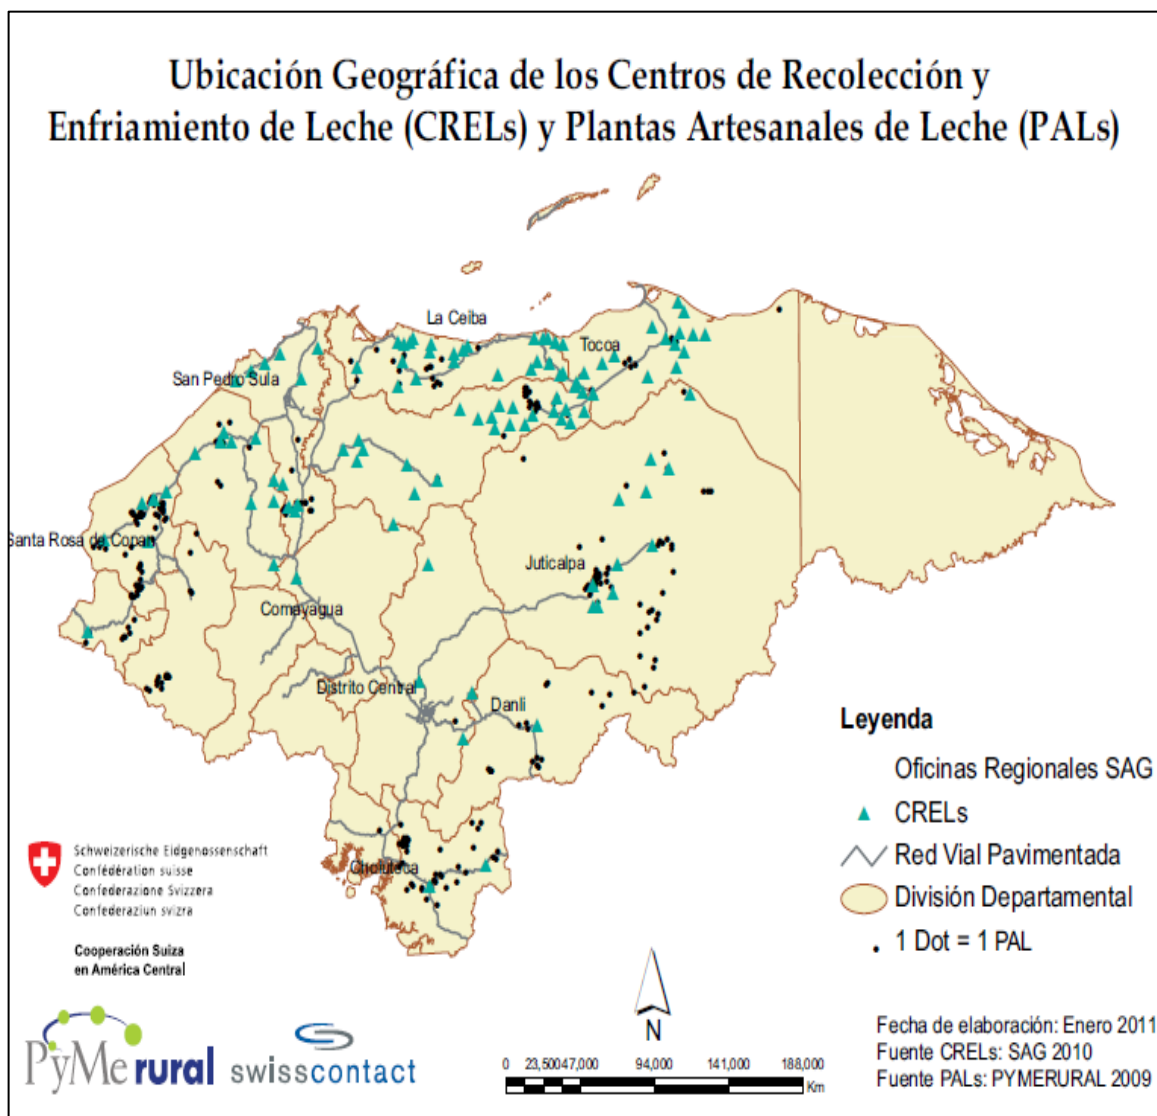 Ubicación Geográfica de los Centros de Recolección y
Enfriamiento de Leche (CRELs) y Plantas Artesanales de Leche (PALs)
La Ceiba
Tocoa
San Pedro Sula
Santa Rosa de Copan
Juticalpa
Comayagua
Distrito Central
Danli
Choluteca
Leyenda
Oficinas Regionales SAG
CRELs
Red Vial Pavimentada
División Departamental
1 Dot = 1 PAL
Schweizerische Eidgenossenschaft
Confédération suisse
Confederazione Svizzera
Confederaziun svizra
Cooperación Suiza
en América Central
PyMe rural
swisscontact
N
0 23,500 47,000 94,000 141,000 188,000
Km
Fecha de elaboración: Enero 2011
Fuente CRELs: SAG 2010
Fuente PALs: PYMERURAL 2009